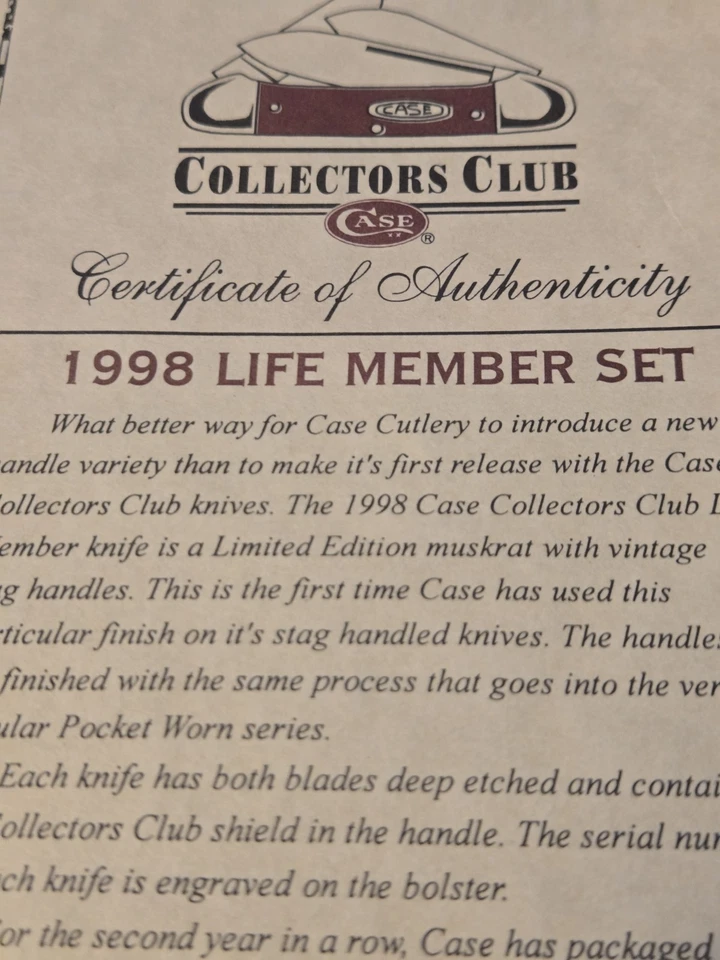 CASE
COLLECTORS CLUB
CASE XX ®
Certificate of Authenticity
1998 LIFE MEMBER SET
What better way for Case Cutlery to introduce a new
andle variety than to make it's first release with the Case
ollectors Club knives. The 1998 Case Collectors Club L
ember knife is a Limited Edition muskrat with vintage
ag handles. This is the first time Case has used this
rticular finish on it's stag handled knives. The handles
finished with the same process that goes into the ver
ular Pocket Worn series.
Each knife has both blades deep etched and contai
ollectors Club shield in the handle. The serial num
ch knife is engraved on the bolster.
or the second year in a row, Case has packaged